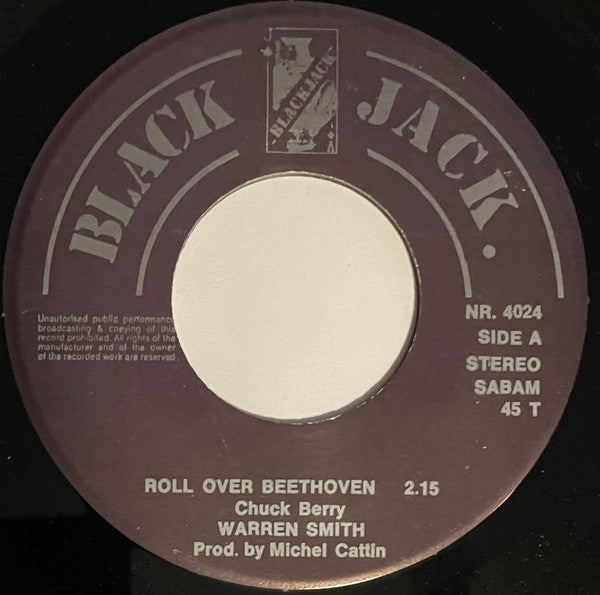 BLACK JACK.
BLACKJACK
Unautorised public performance
broadcasting & copying of this
record prohibited. All rights of the
manufacturer and of the owner
of the recorded work are reserved
NR. 4024
SIDE A
STEREO
SABAM
45 T
ROLL OVER BEETHOVEN 2.15
Chuck Berry
WARREN SMITH
Prod. by Michel Cattin